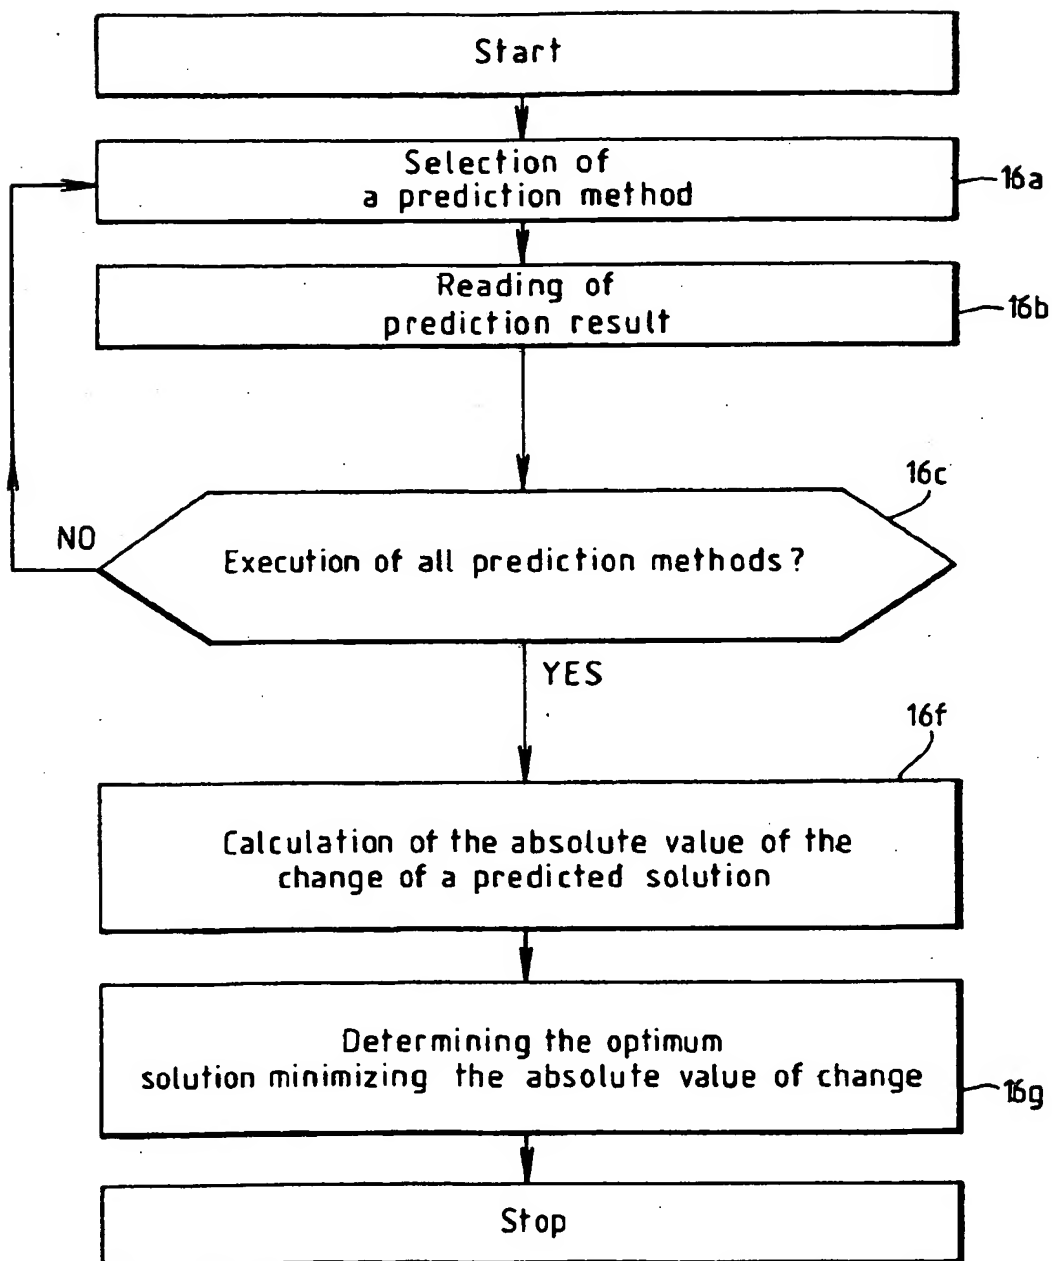 Start
Selection of
a prediction method
16a
Reading of
prediction result
16b
16c
NO
Execution of all prediction methods?
YES
16f
Calculation of the absolute value of the
change of a predicted solution
Determining the optimum
solution minimizing the absolute value of change
16g
Stop